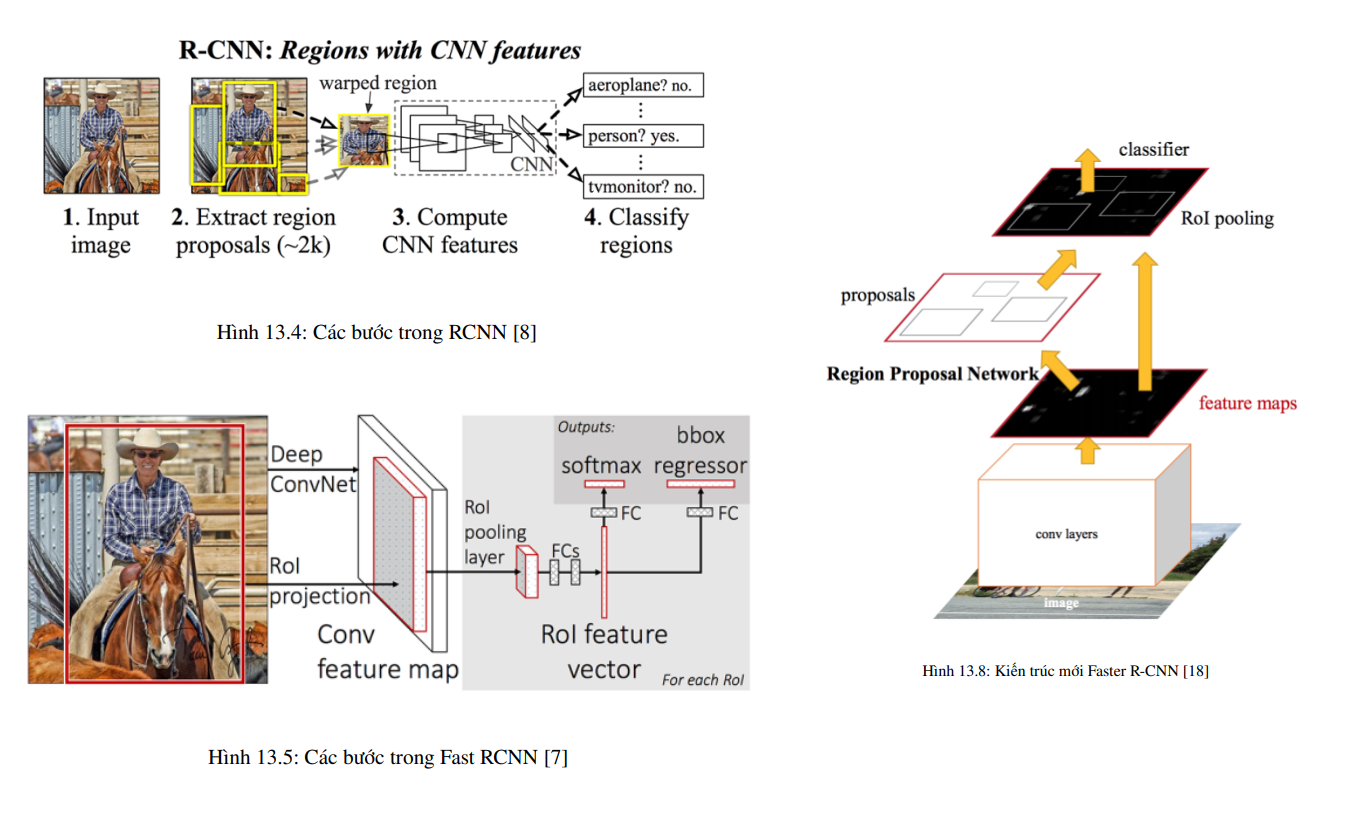 R-CNN: Regions with CNN features
warped region
aeroplane? no.
person? yes.
tvmonitor? no.
CNN
1. Input
image
2. Extract region
proposals (~2k)
3. Compute
CNN features
4. Classify
regions
Hình 13.4: Các bước trong RCNN [8]
Deep
ConvNet
RoI
projection
Conv
feature map
RoI
pooling
layer
FCs
RoI feature
vector
For each RoI
Outputs:
softmax
bbox
regressor
FC
FC
Hình 13.5: Các bước trong Fast RCNN [7]
classifier
RoI pooling
proposals
Region Proposal Network
feature maps
conv layers
image
Hình 13.8: Kiến trúc mới Faster R-CNN [18]